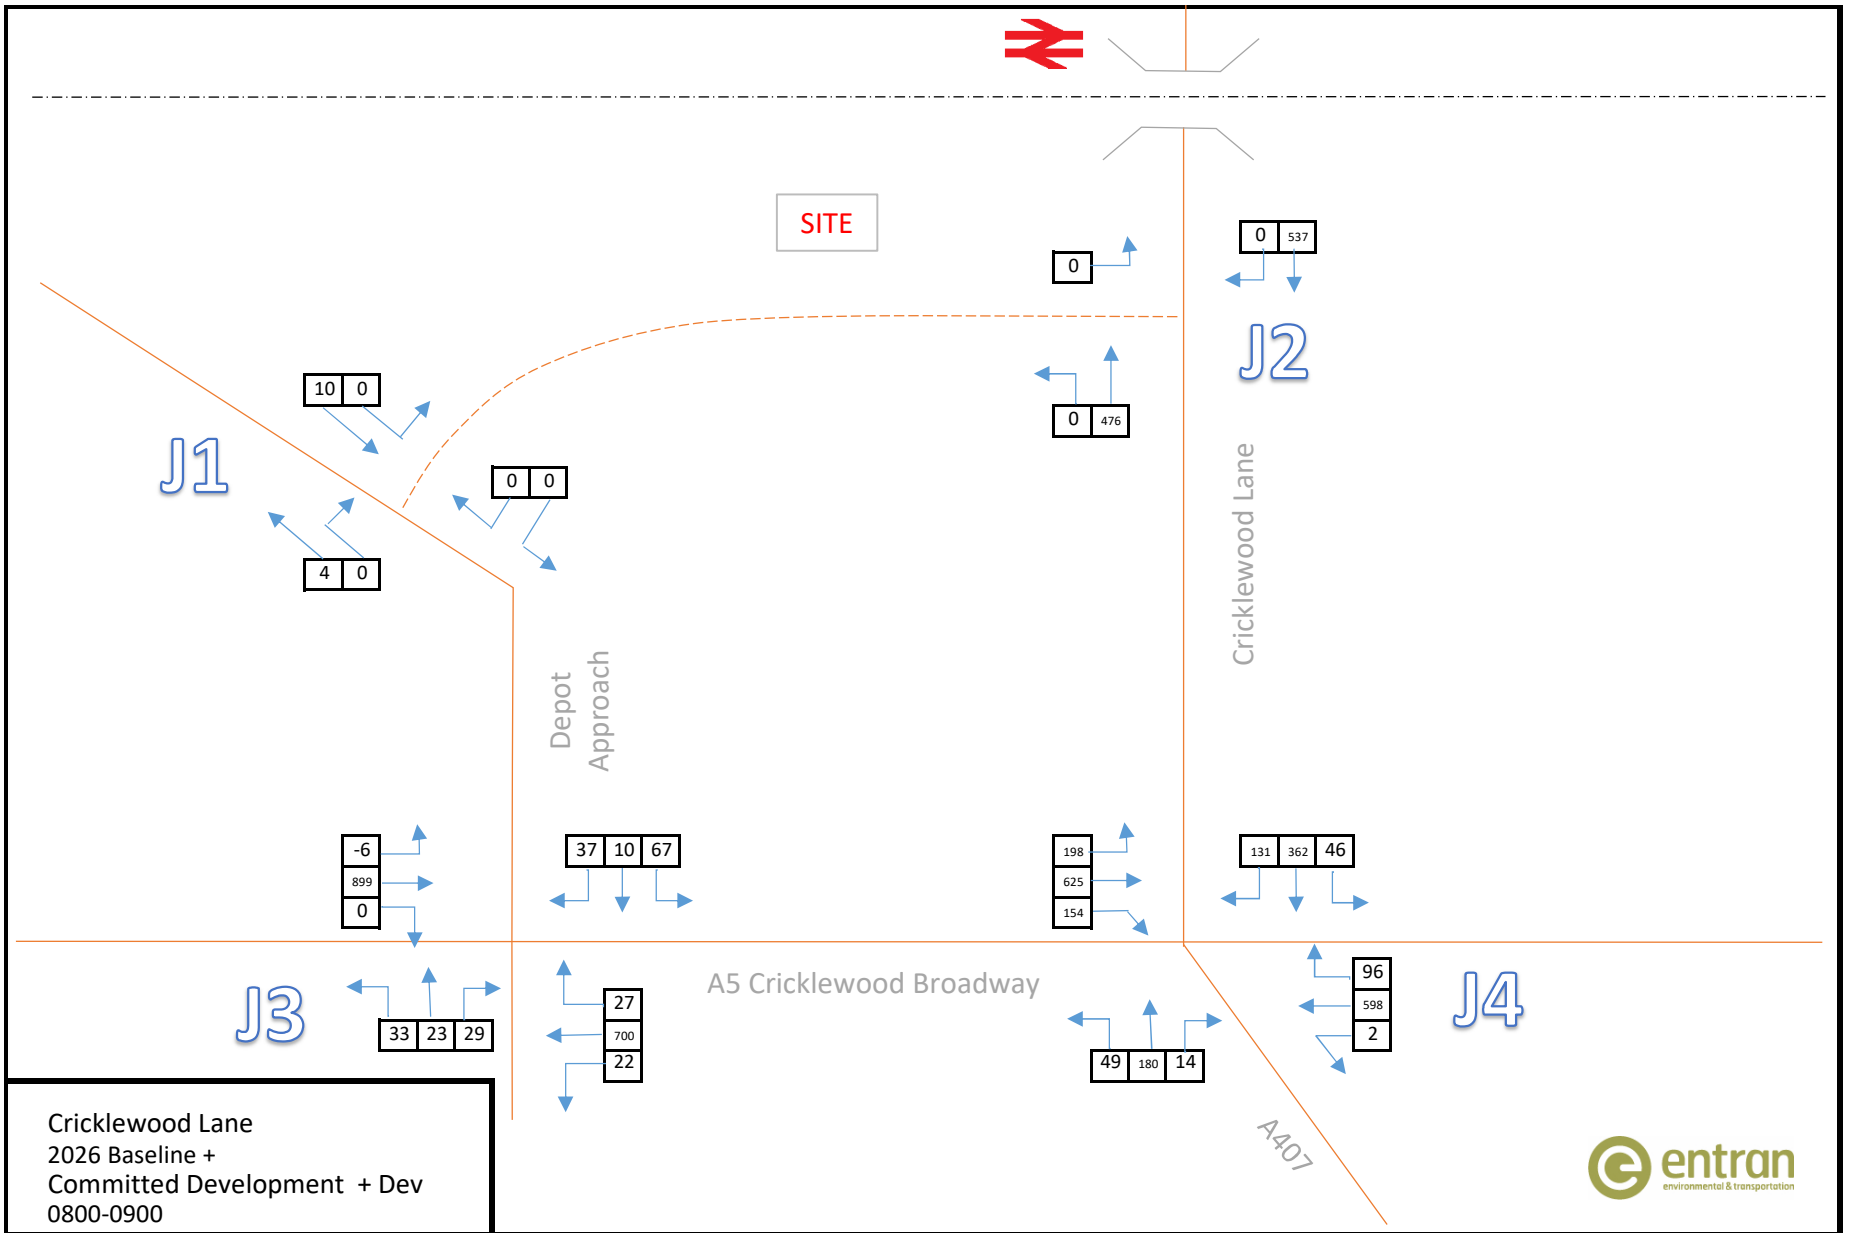 SITE
0 537
0
J2
10 0
0 476
J1
0 0
4 0
Cricklewood Lane
Depot
Approach
-6
899
0
37 10 67
198
625
154
131 362 46
A5 Cricklewood Broadway
J3
33 23 29
27
700
22
49 180 14
96
598
2
J4
A407
Cricklewood Lane
2026 Baseline +
Committed Development + Dev
0800-0900
entran
environmental & transportation